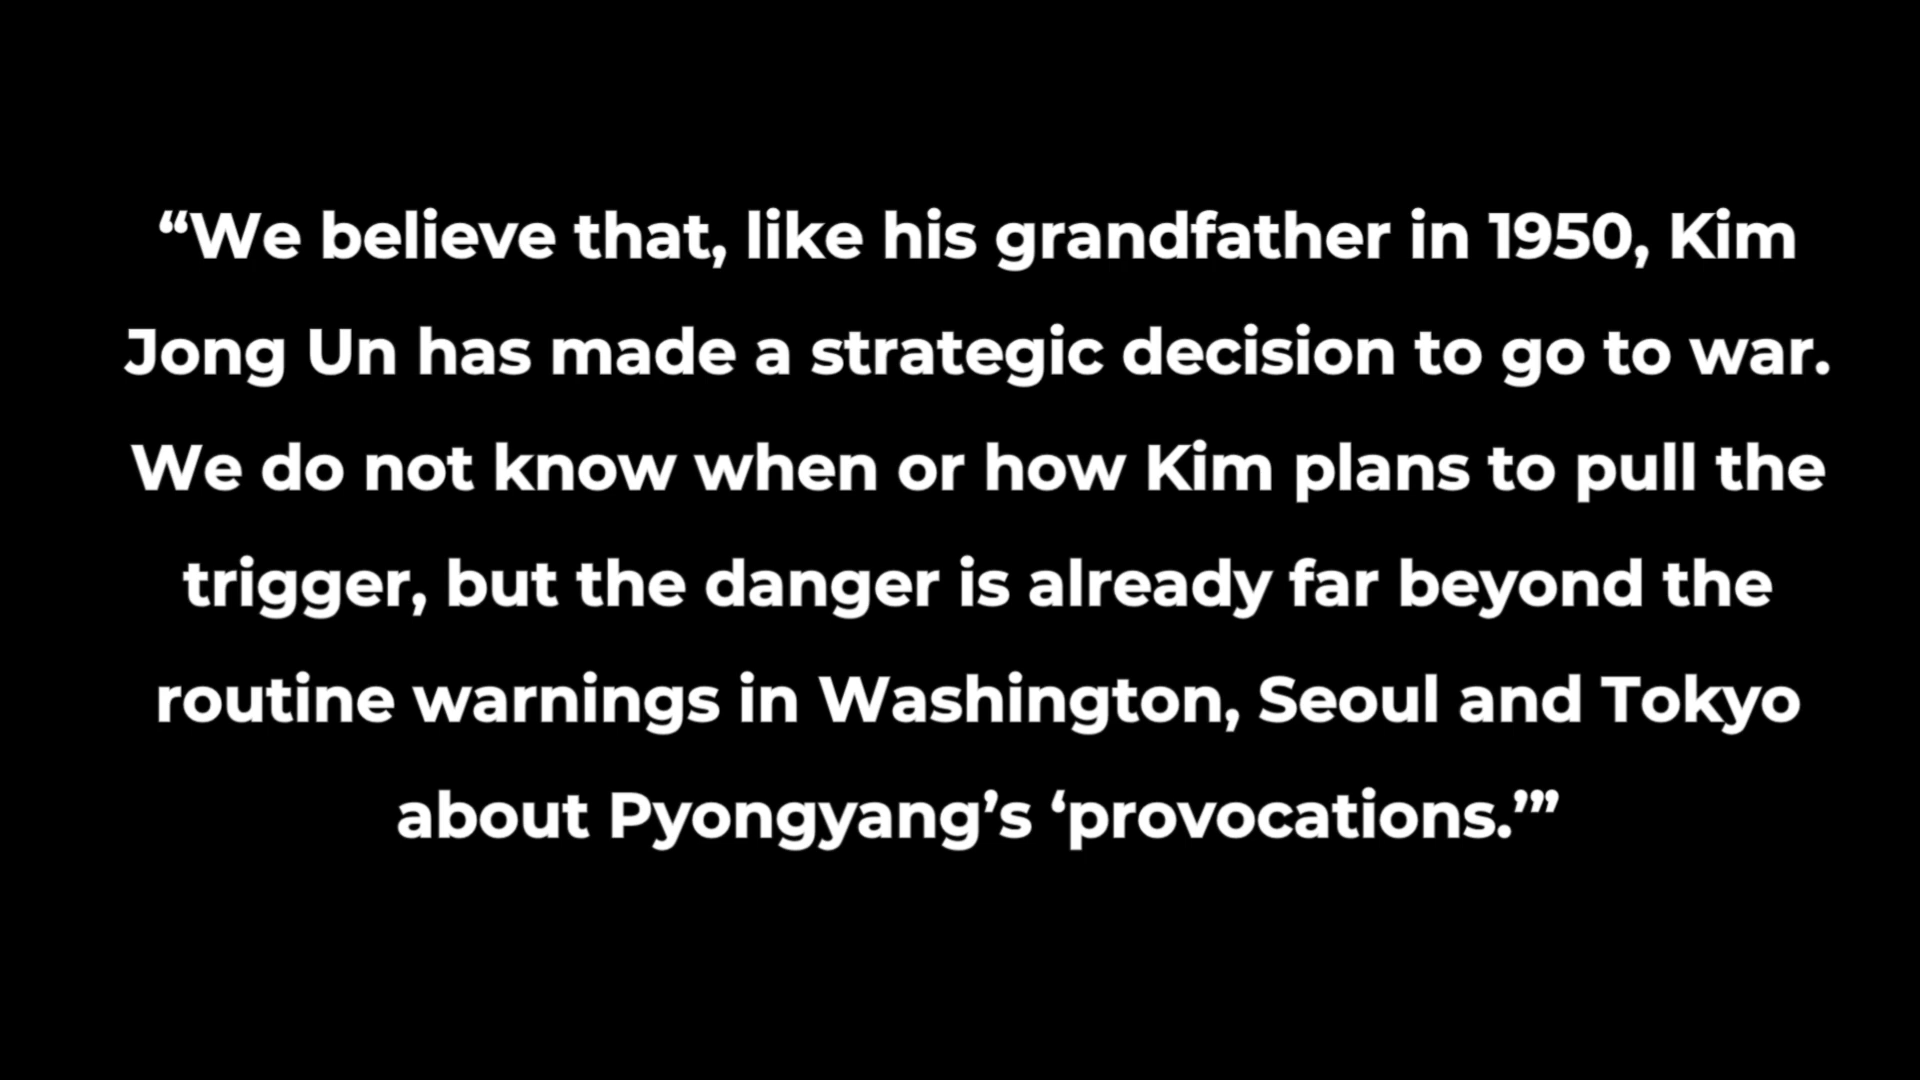 “We believe that, like his grandfather in 1950, Kim
Jong Un has made a strategic decision to go to war.
We do not know when or how Kim plans to pull the
trigger, but the danger is already far beyond the
routine warnings in Washington, Seoul and Tokyo
about Pyongyang’s ‘provocations.’”